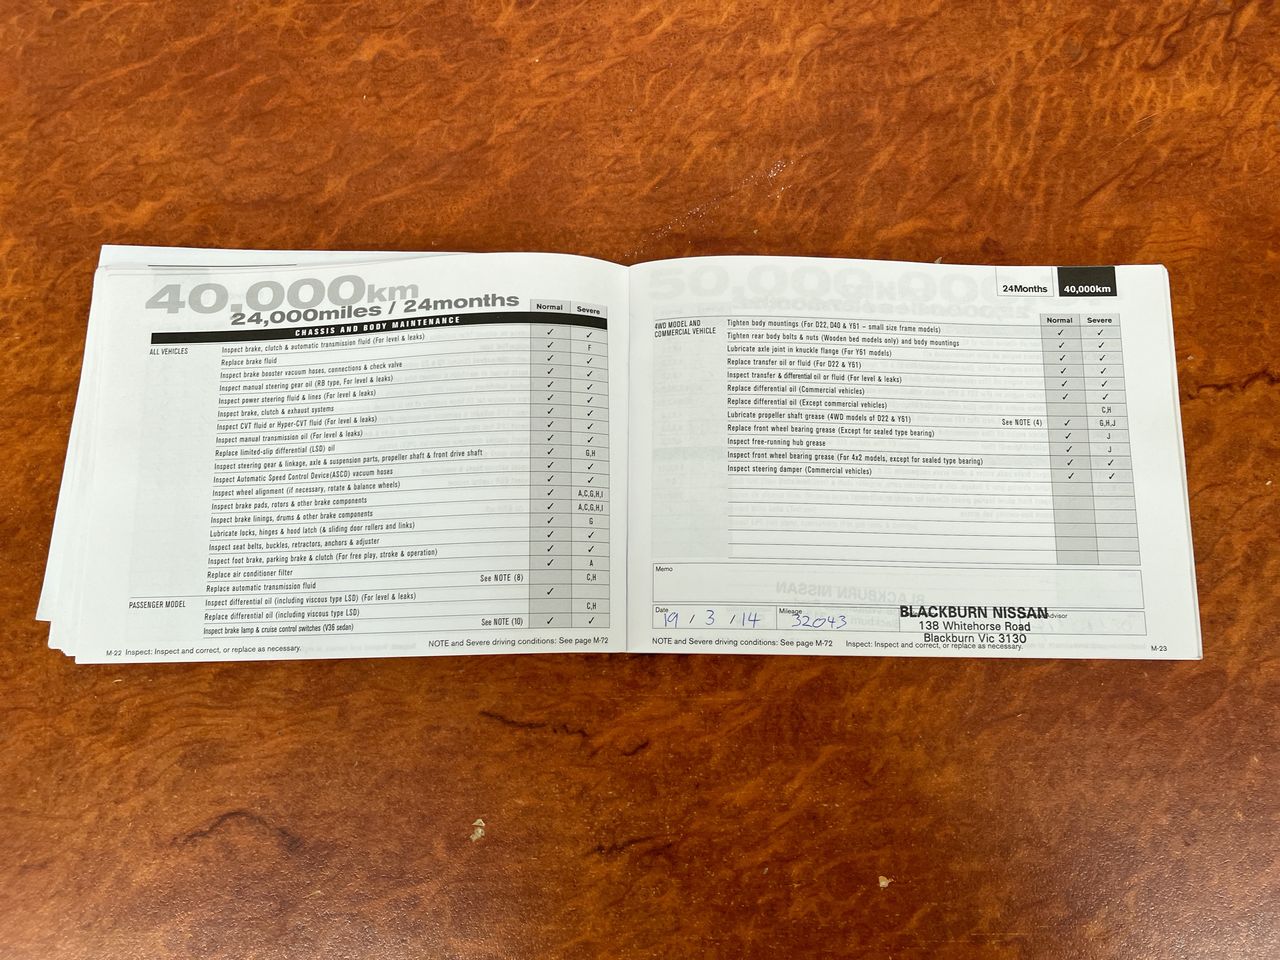 40,000km
24,000miles / 24months
Normal Severe
CHASSIS AND BODY MAINTENANCE
ALL VEHICLES
Inspect brake, clutch & automatic transmission fluid (For level & leaks) ✓ ✓
Replace brake fluid ✓ F
Inspect brake booster vacuum hoses, connections & check valve ✓ ✓
Inspect manual steering gear oil (RB type, For level & leaks) ✓ ✓
Inspect power steering fluid & lines (For level & leaks) ✓ ✓
Inspect brake, clutch & exhaust systems ✓ ✓
Inspect CVT fluid or Hyper-CVT fluid (For level & leaks) ✓ ✓
Inspect manual transmission oil (For level & leaks) ✓ ✓
Replace limited-slip differential (LSD) oil ✓ ✓
Inspect steering gear & linkage, axle & suspension parts, propeller shaft & front drive shaft ✓ G,H
Inspect Automatic Speed Control Device(ASCD) vacuum hoses ✓ ✓
Inspect wheel alignment (if necessary, rotate & balance wheels) ✓ ✓
Inspect brake pads, rotors & other brake components ✓ A,C,G,H,I
Inspect brake linings, drums & other brake components ✓ A,C,G,H,I
Lubricate locks, hinges & hood latch (& sliding door rollers and links) ✓ G
Inspect seat belts, buckles, retractors, anchors & adjuster ✓ ✓
Inspect foot brake, parking brake & clutch (For free play, stroke & operation) ✓ ✓
Replace air conditioner filter ✓ A
Replace automatic transmission fluid See NOTE (8) C,H
PASSENGER MODEL
Inspect differential oil (including viscous type LSD) (For level & leaks) ✓
Replace differential oil (including viscous type LSD) C,H
Inspect brake lamp & cruise control switches (V36 sedan) See NOTE (10) ✓ ✓
M-22 Inspect: Inspect and correct, or replace as necessary.
NOTE and Severe driving conditions: See page M-72
24Months 40,000km
Normal Severe
4WD MODEL AND
COMMERCIAL VEHICLE
Tighten body mountings (For D22, D40 & Y61 – small size frame models) ✓ ✓
Tighten rear body bolts & nuts (Wooden bed models only) and body mountings ✓ ✓
Lubricate axle joint in knuckle flange (For Y61 models) ✓ ✓
Replace transfer oil or fluid (For D22 & Y61) ✓ ✓
Inspect transfer & differential oil or fluid (For level & leaks) ✓ ✓
Replace differential oil (Commercial vehicles) ✓ ✓
Replace differential oil (Except commercial vehicles) C,H
Lubricate propeller shaft grease (4WD models of D22 & Y61) See NOTE (4) ✓ G,H,J
Replace front wheel bearing grease (Except for sealed type bearing) ✓ J
Inspect free-running hub grease ✓ J
Inspect front wheel bearing grease (For 4x2 models, except for sealed type bearing) ✓ ✓
Inspect steering damper (Commercial vehicles) ✓ ✓
Memo
Date 19 / 3 / 14
Mileage 32043
BLACKBURN NISSAN
138 Whitehorse Road
Blackburn Vic 3130
NOTE and Severe driving conditions: See page M-72
Inspect: Inspect and correct, or replace as necessary.
M-23